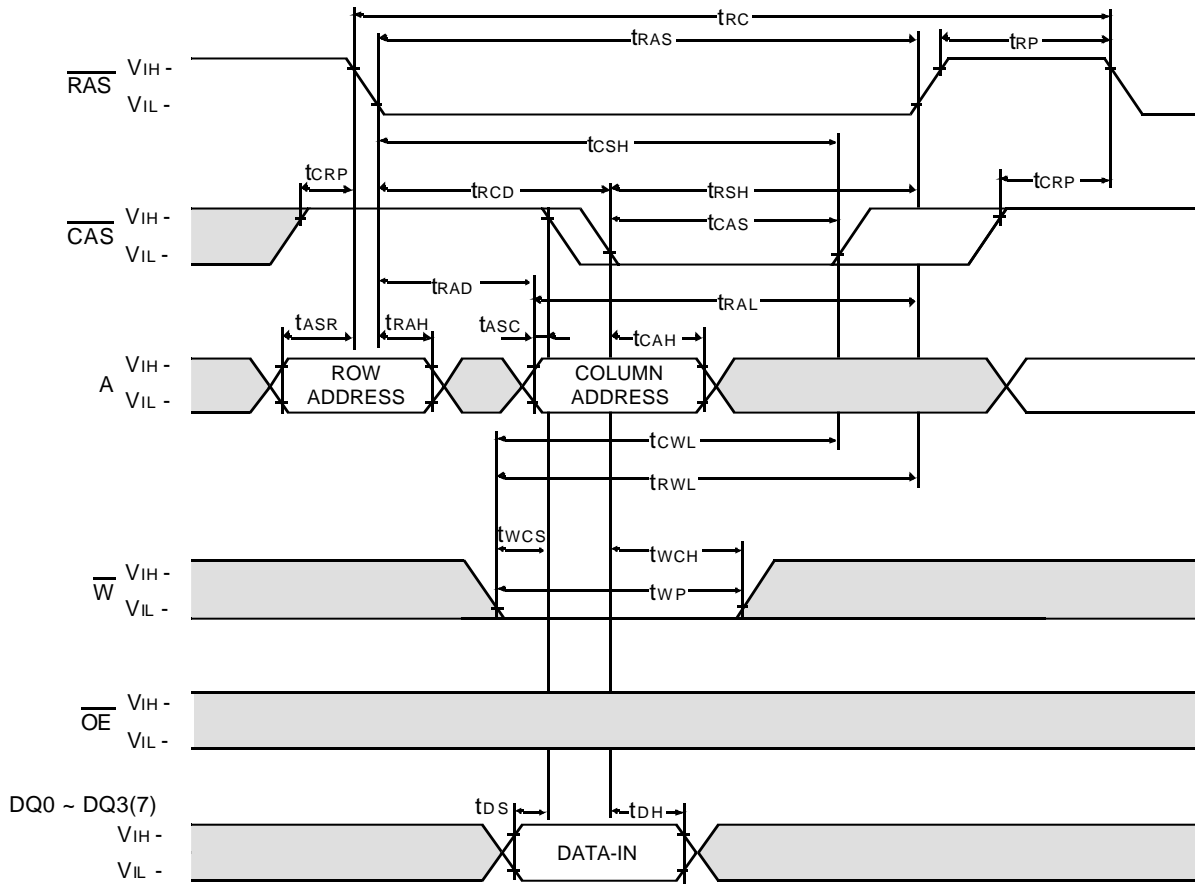 tRC
tRAS
tRP
RAS
VIH -
VIL -
tCSH
tCRP
tRCD
tRSH
tCRP
CAS
VIH -
VIL -
tCAS
tRAD
tRAL
tASR
tRAH
tASC
tCAH
A
VIH -
VIL -
ROW
ADDRESS
COLUMN
ADDRESS
tCWL
tRWL
tWCS
tWCH
W
VIH -
VIL -
tWP
OE
VIH -
VIL -
DQ0 ~ DQ3(7)
tDS
tDH
VIH -
VIL -
DATA-IN